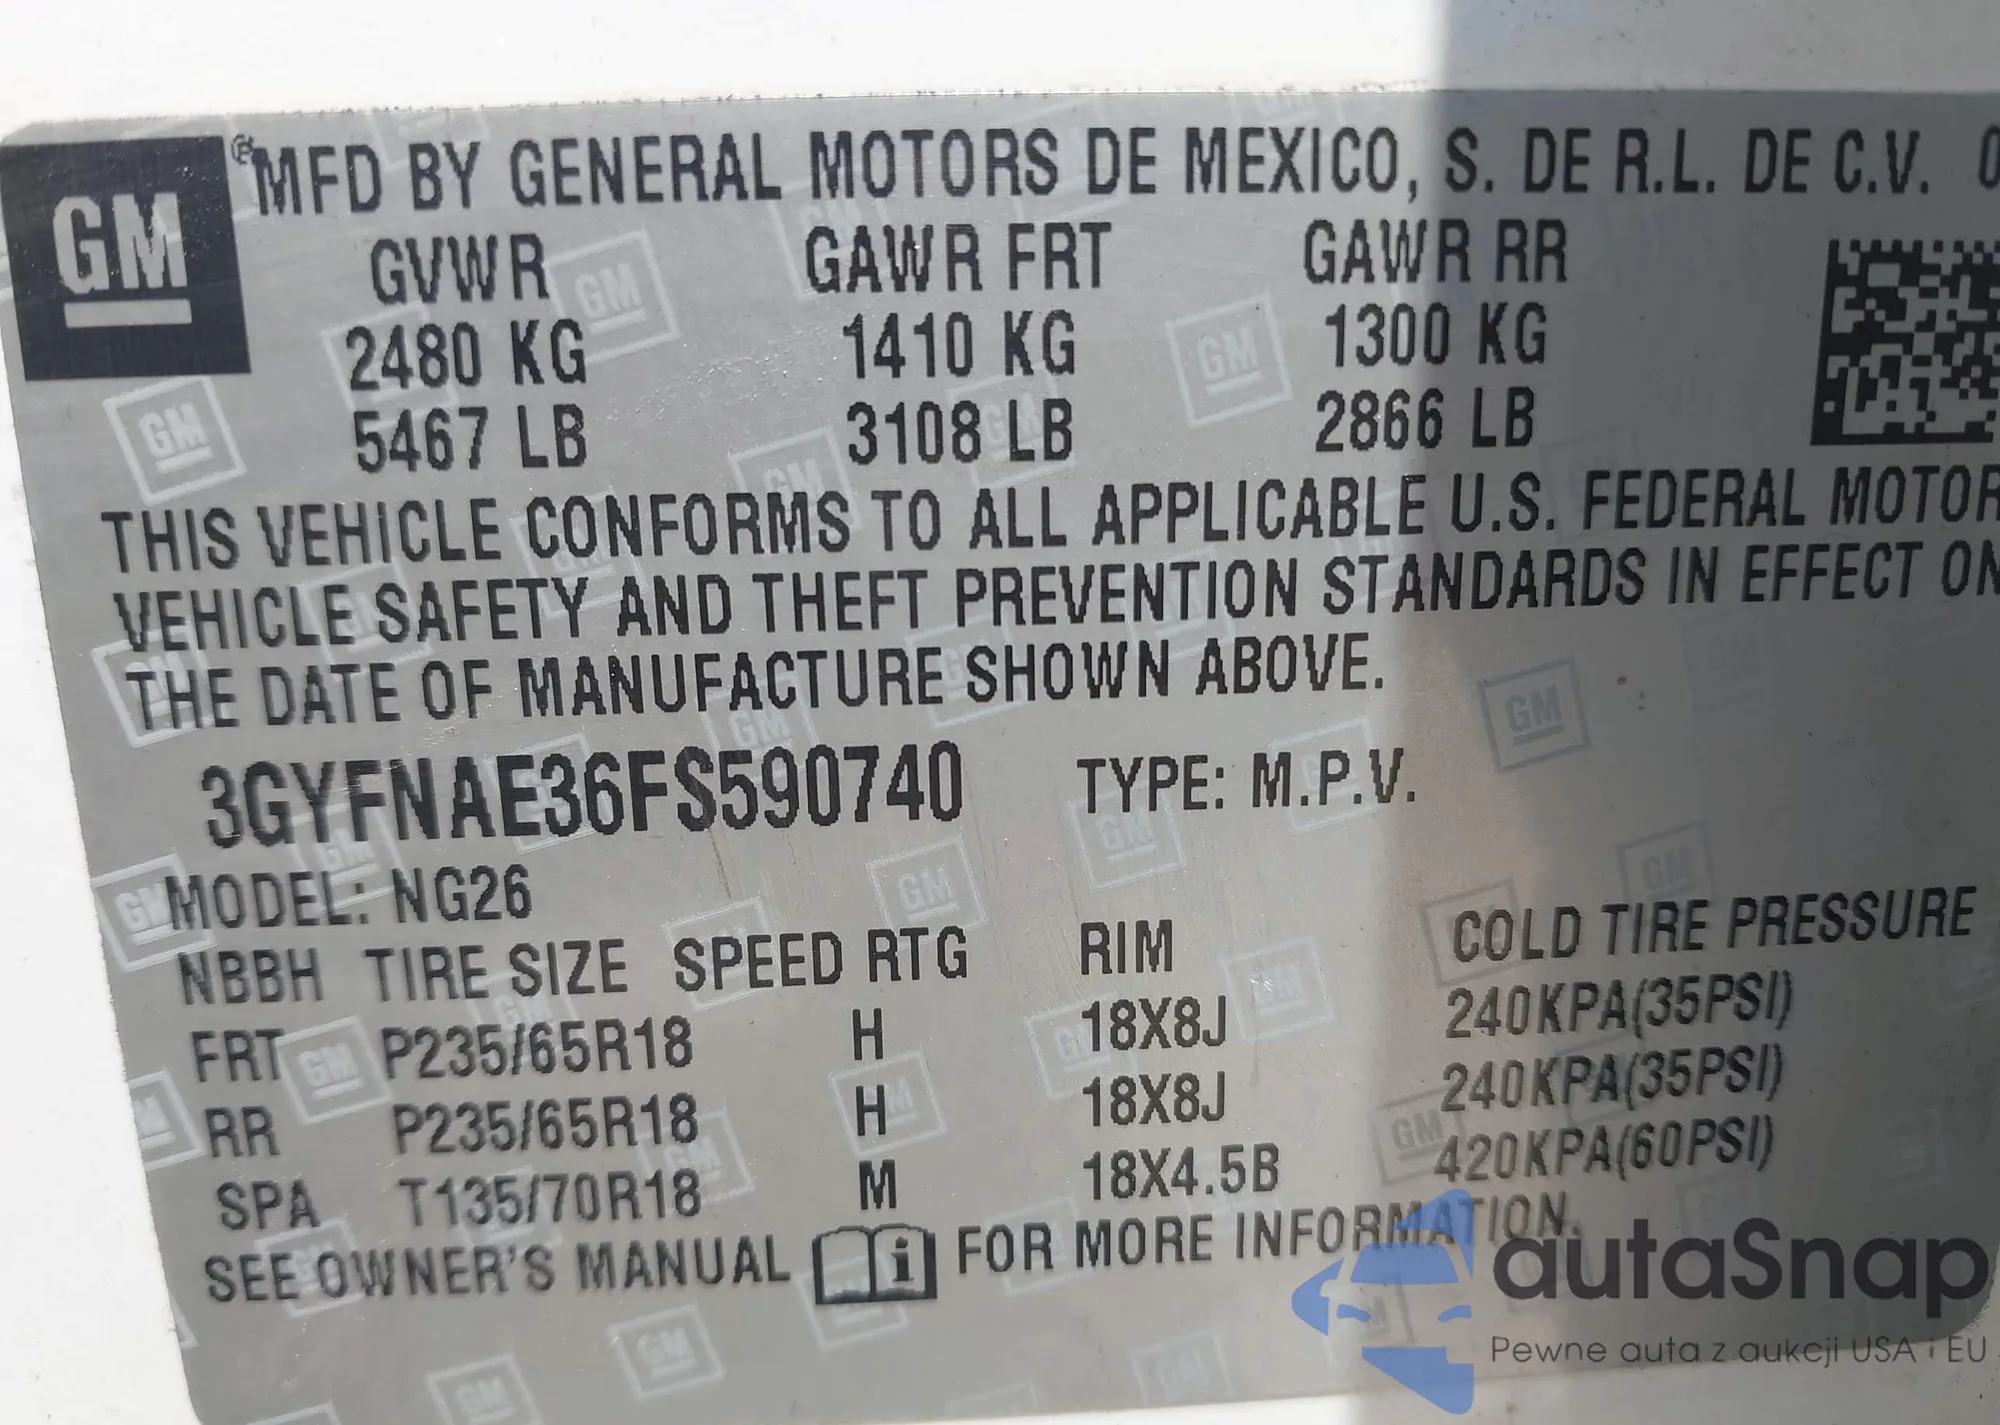 GM
® MFD BY GENERAL MOTORS DE MEXICO, S. DE R.L. DE C.V. 0
GVWR GAWR FRT GAWR RR
2480 KG 1410 KG 1300 KG
5467 LB 3108 LB 2866 LB
THIS VEHICLE CONFORMS TO ALL APPLICABLE U.S. FEDERAL MOTOR
VEHICLE SAFETY AND THEFT PREVENTION STANDARDS IN EFFECT ON
THE DATE OF MANUFACTURE SHOWN ABOVE.
3GYFNAE36FS590740 TYPE: M.P.V.
MODEL: NG26
NBBH TIRE SIZE SPEED RTG RIM COLD TIRE PRESSURE
FRT P235/65R18 H 18X8J 240KPA(35PSI)
RR P235/65R18 H 18X8J 240KPA(35PSI)
SPA T135/70R18 M 18X4.5B 420KPA(60PSI)
SEE OWNER'S MANUAL i FOR MORE INFORMATION.
autaSnap
Pewne auta z aukcji USA i EU